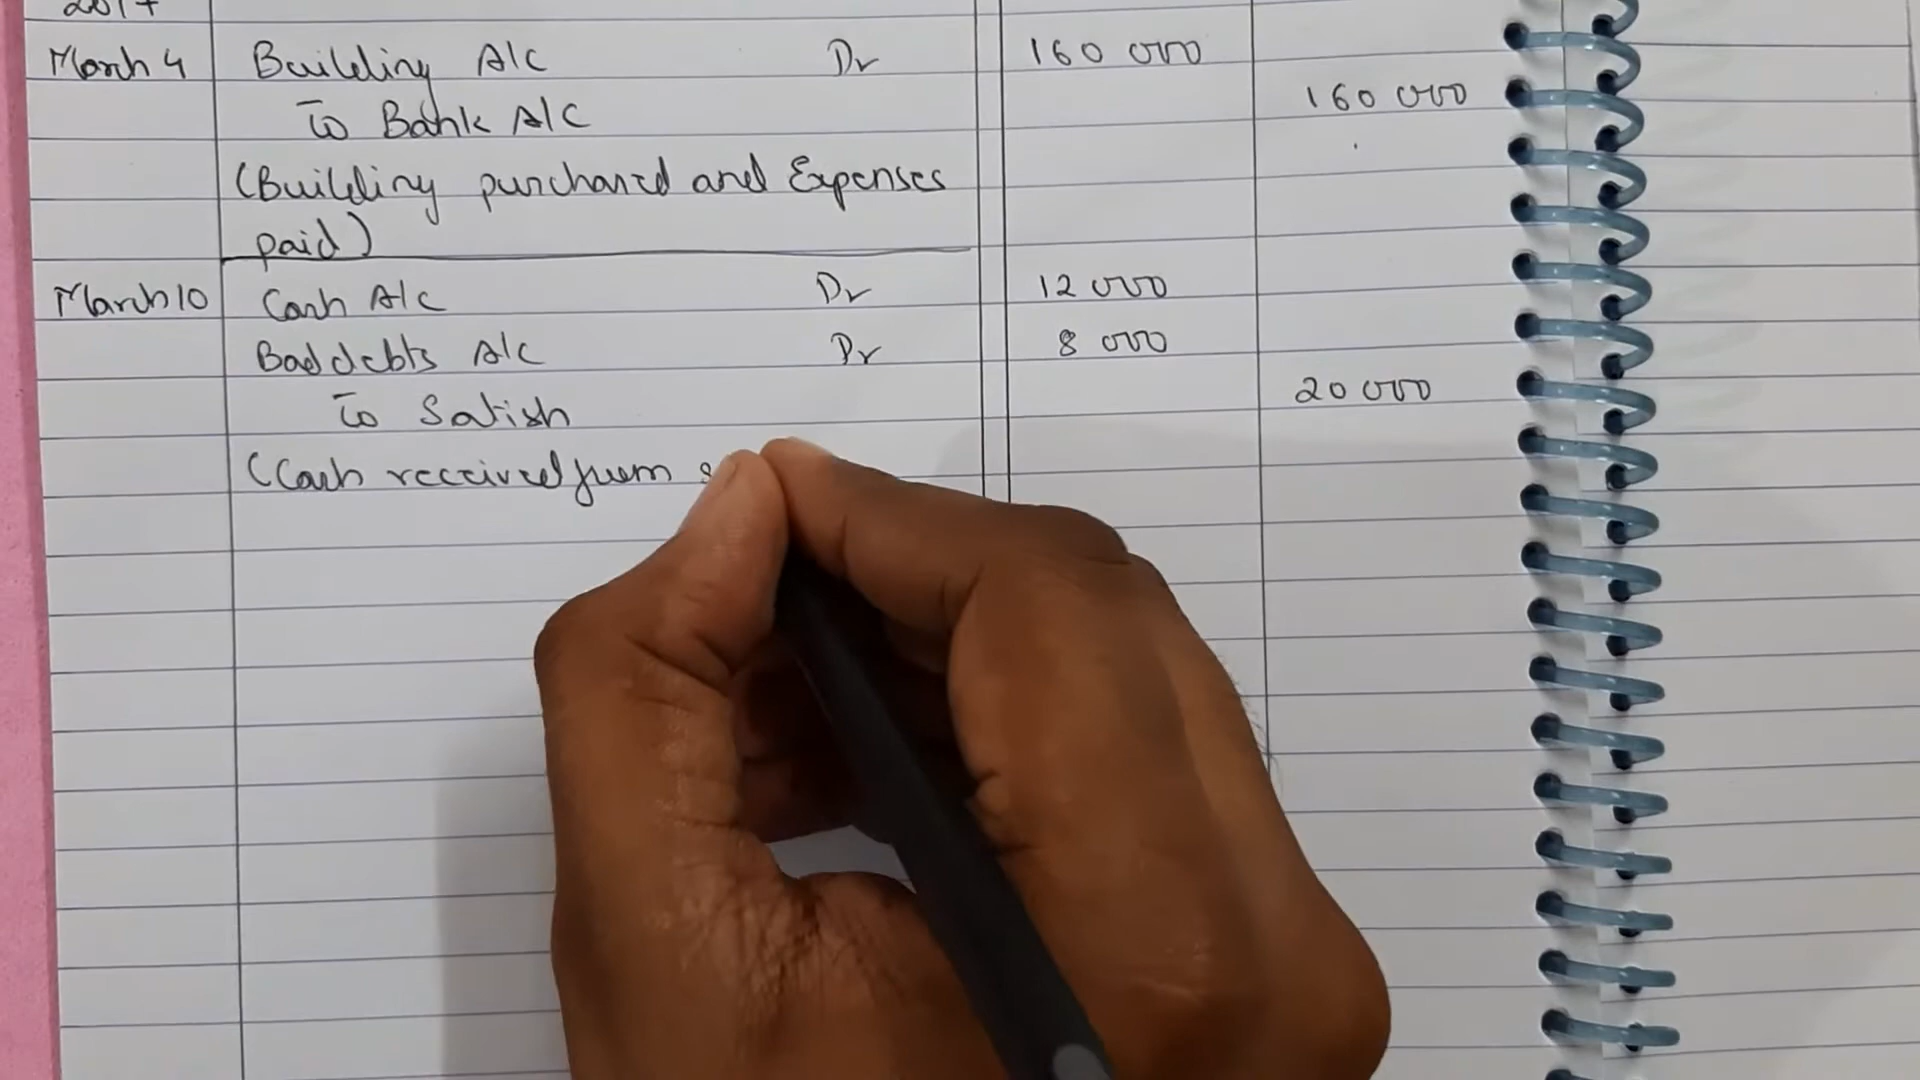 2017
March 4 Building A/c Dr 160 000
To Bank A/c 160 000
(Building purchased and Expenses
paid)
March 10 Cash A/c Dr 12 000
Bad debts A/c Dr 8 000
To Satish 20 000
(Cash received from s